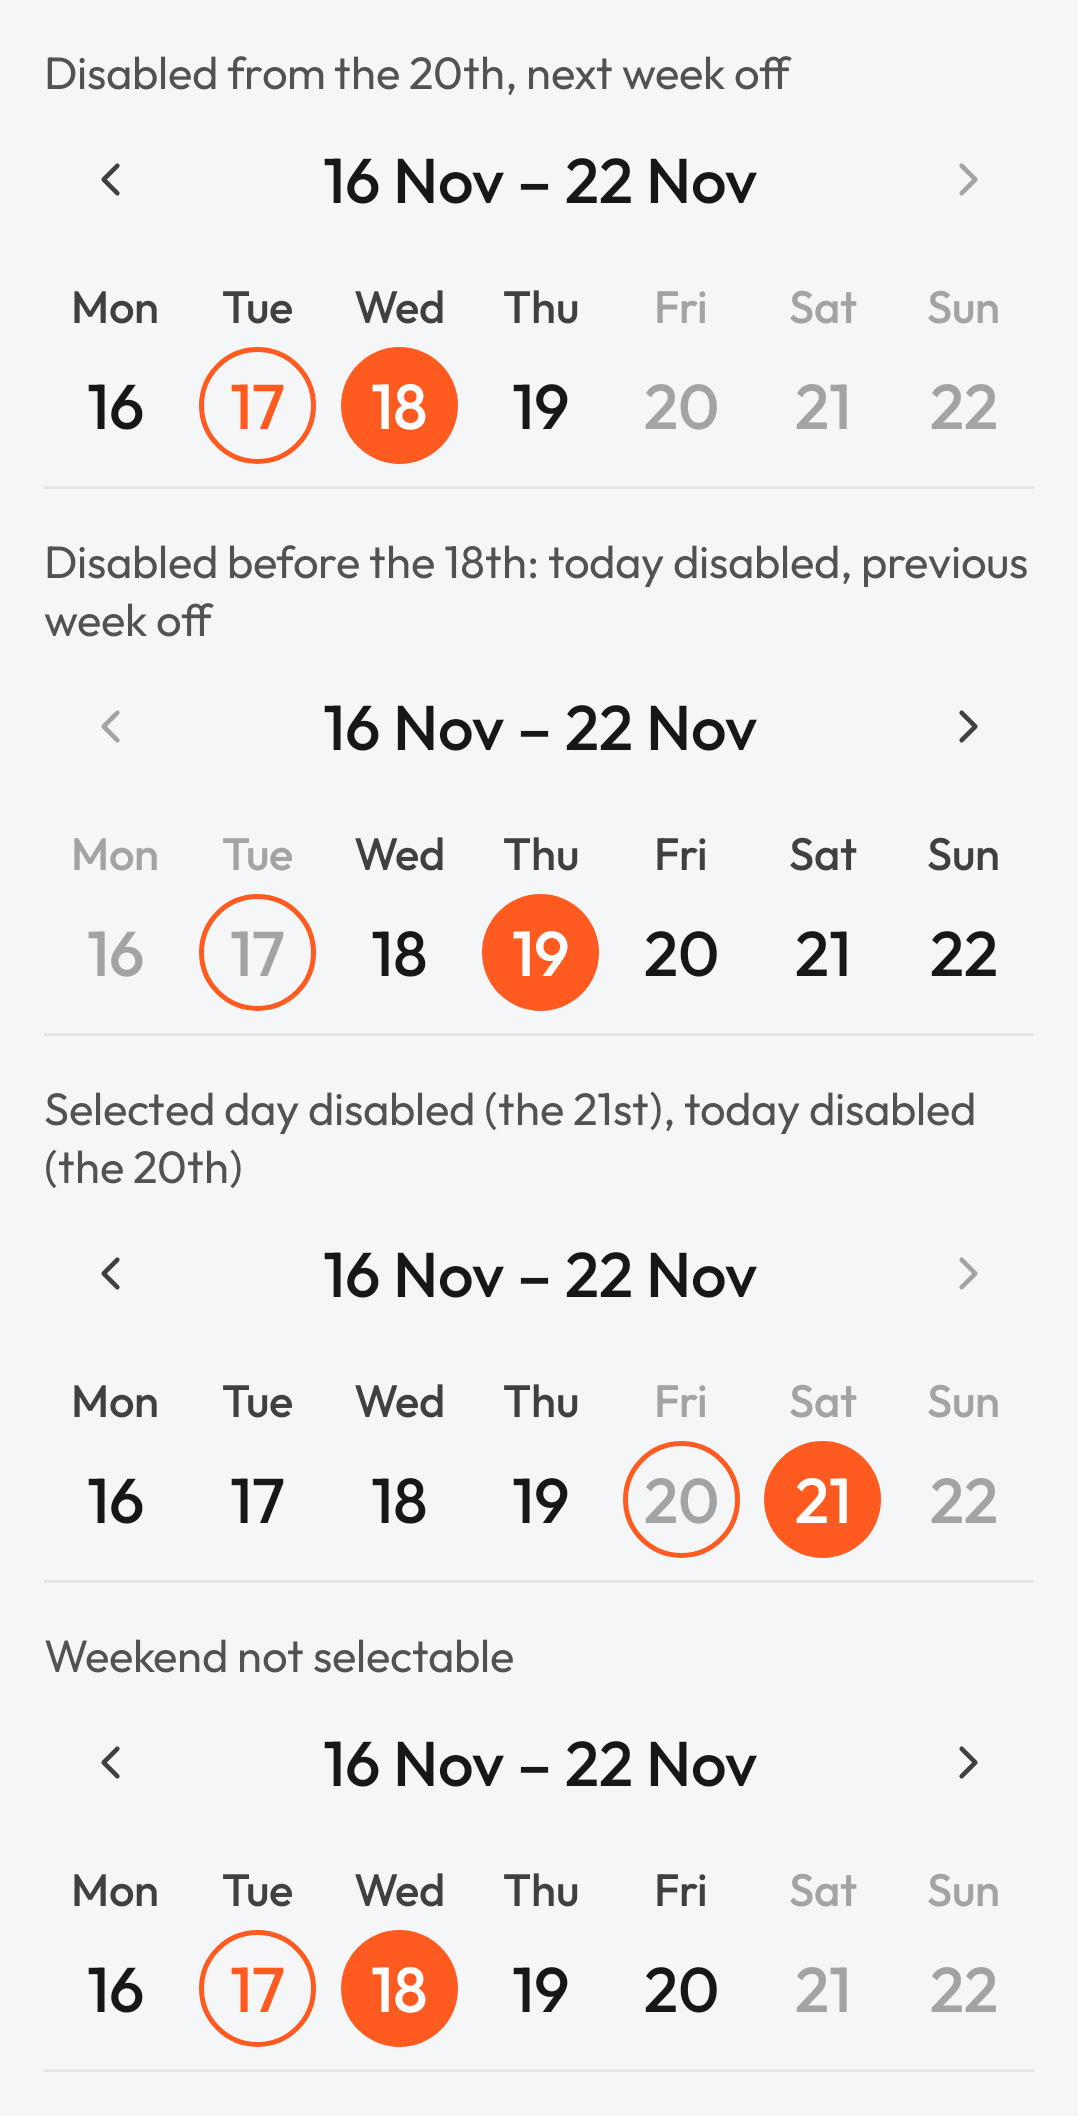 Disabled from the 20th, next week off
16 Nov – 22 Nov
Mon Tue Wed Thu Fri Sat Sun
16 17 18 19 20 21 22
Disabled before the 18th: today disabled, previous
week off
16 Nov – 22 Nov
Mon Tue Wed Thu Fri Sat Sun
16 17 18 19 20 21 22
Selected day disabled (the 21st), today disabled
(the 20th)
16 Nov – 22 Nov
Mon Tue Wed Thu Fri Sat Sun
16 17 18 19 20 21 22
Weekend not selectable
16 Nov – 22 Nov
Mon Tue Wed Thu Fri Sat Sun
16 17 18 19 20 21 22